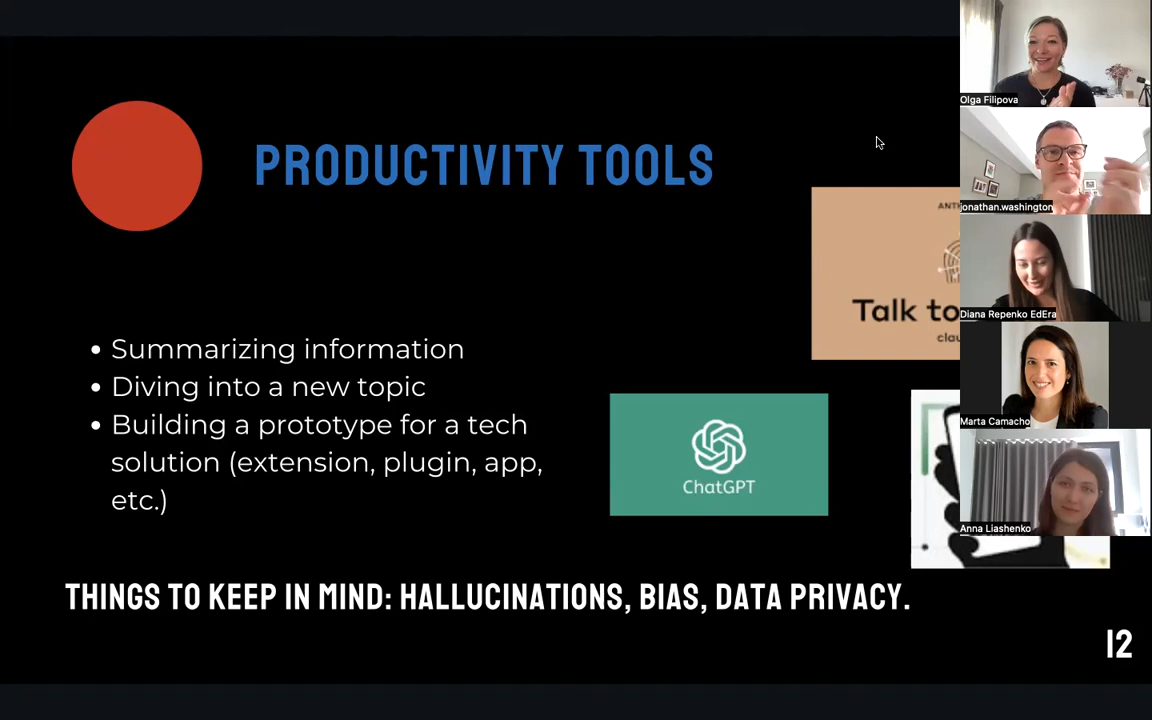 PRODUCTIVITY TOOLS
Talk to
• Summarizing information
• Diving into a new topic
• Building a prototype for a tech
solution (extension, plugin, app,
etc.)
ChatGPT
THINGS TO KEEP IN MIND: HALLUCINATIONS, BIAS, DATA PRIVACY.
12
Olga Filipova
jonathan.washington
Diana Repenko EdEra
Marta Camacho
Anna Liashenko